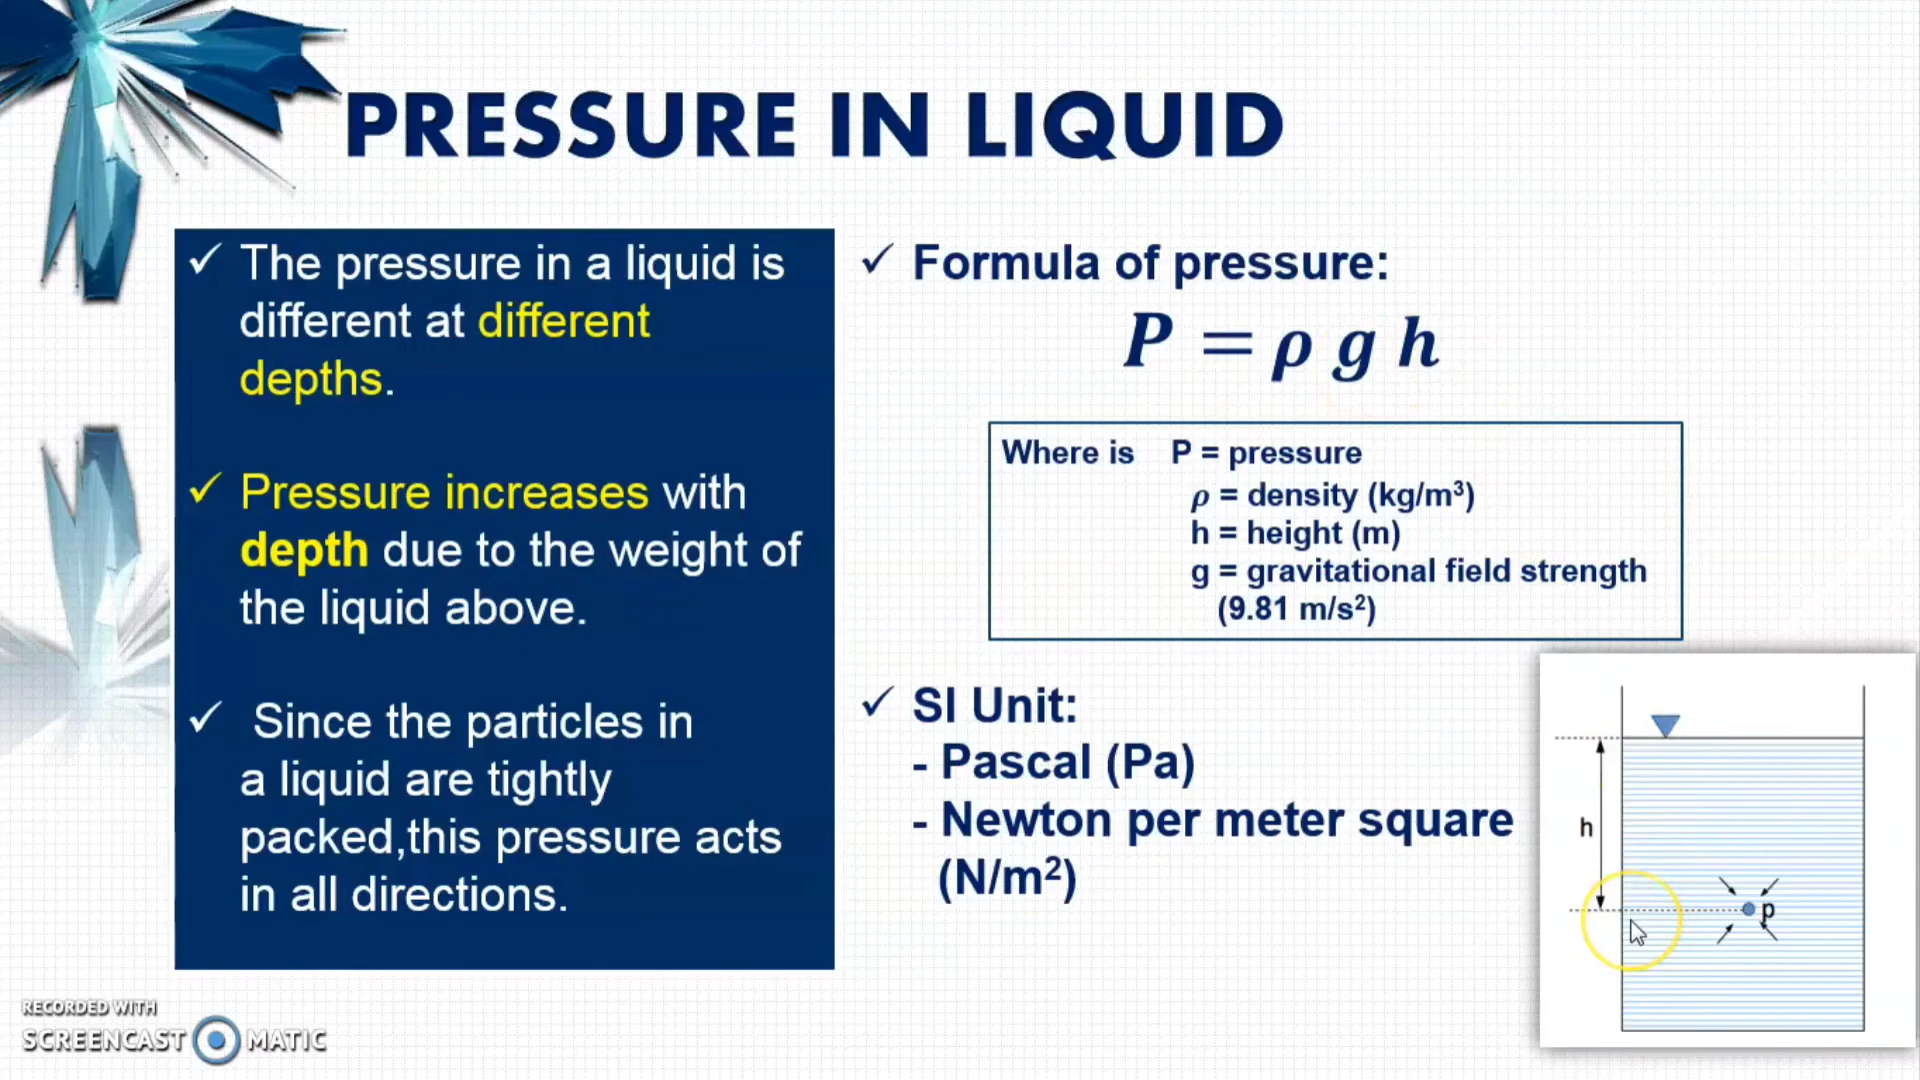 PRESSURE IN LIQUID
✓ The pressure in a liquid is
different at different
depths.
✓ Pressure increases with
depth due to the weight of
the liquid above.
✓ Since the particles in
a liquid are tightly
packed,this pressure acts
in all directions.
✓ Formula of pressure:
P = ρ g h
Where is P = pressure
ρ = density (kg/m³)
h = height (m)
g = gravitational field strength
(9.81 m/s²)
✓ SI Unit:
- Pascal (Pa)
- Newton per meter square
(N/m²)
h
p
RECORDED WITH
SCREENCAST MATIC